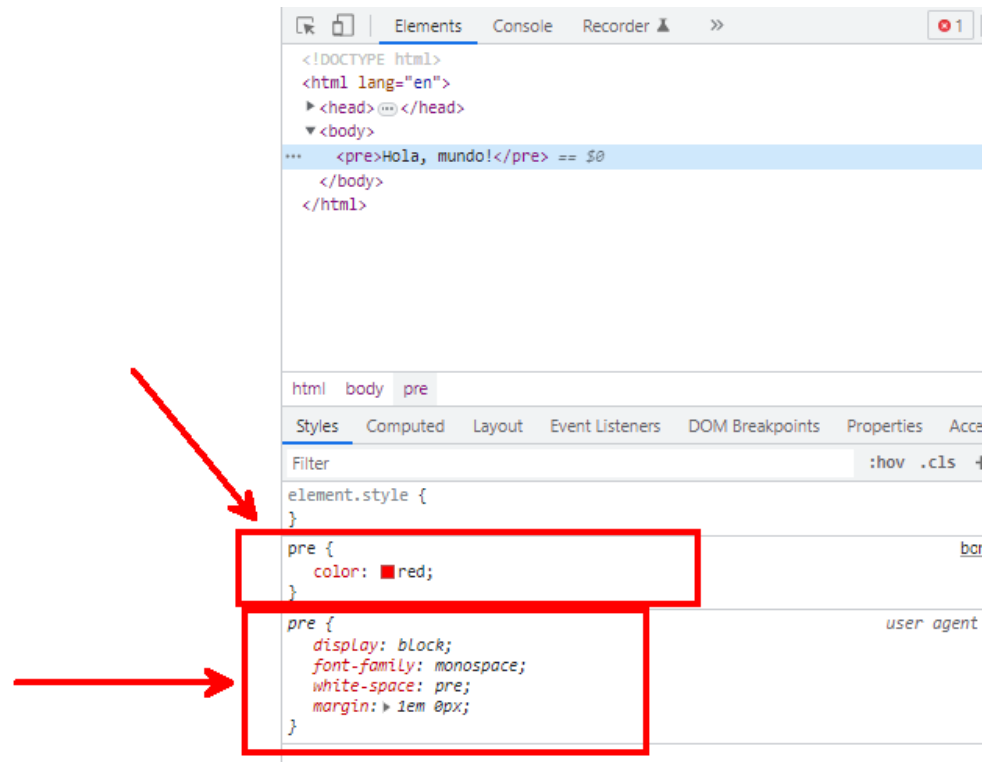 Elements Console Recorder » 1
<!DOCTYPE html>
<html lang="en">
<head> ••• </head>
<body>
••• <pre>Hola, mundo!</pre> == $0
</body>
</html>
html body pre
Styles Computed Layout Event Listeners DOM Breakpoints Properties
Filter :hov .cls +
element.style {
}
pre {
color: red;
}
pre { user agent
display: block;
font-family: monospace;
white-space: pre;
margin: 1em 0px;
}